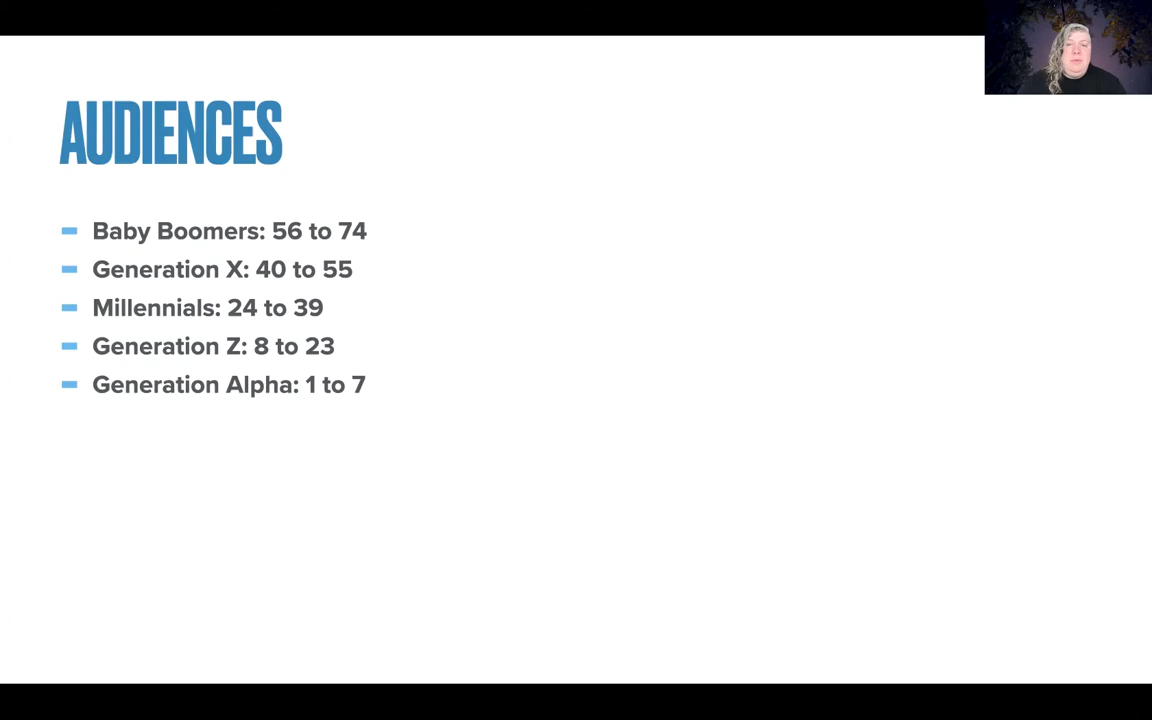 AUDIENCES
Baby Boomers: 56 to 74
Generation X: 40 to 55
Millennials: 24 to 39
Generation Z: 8 to 23
Generation Alpha: 1 to 7